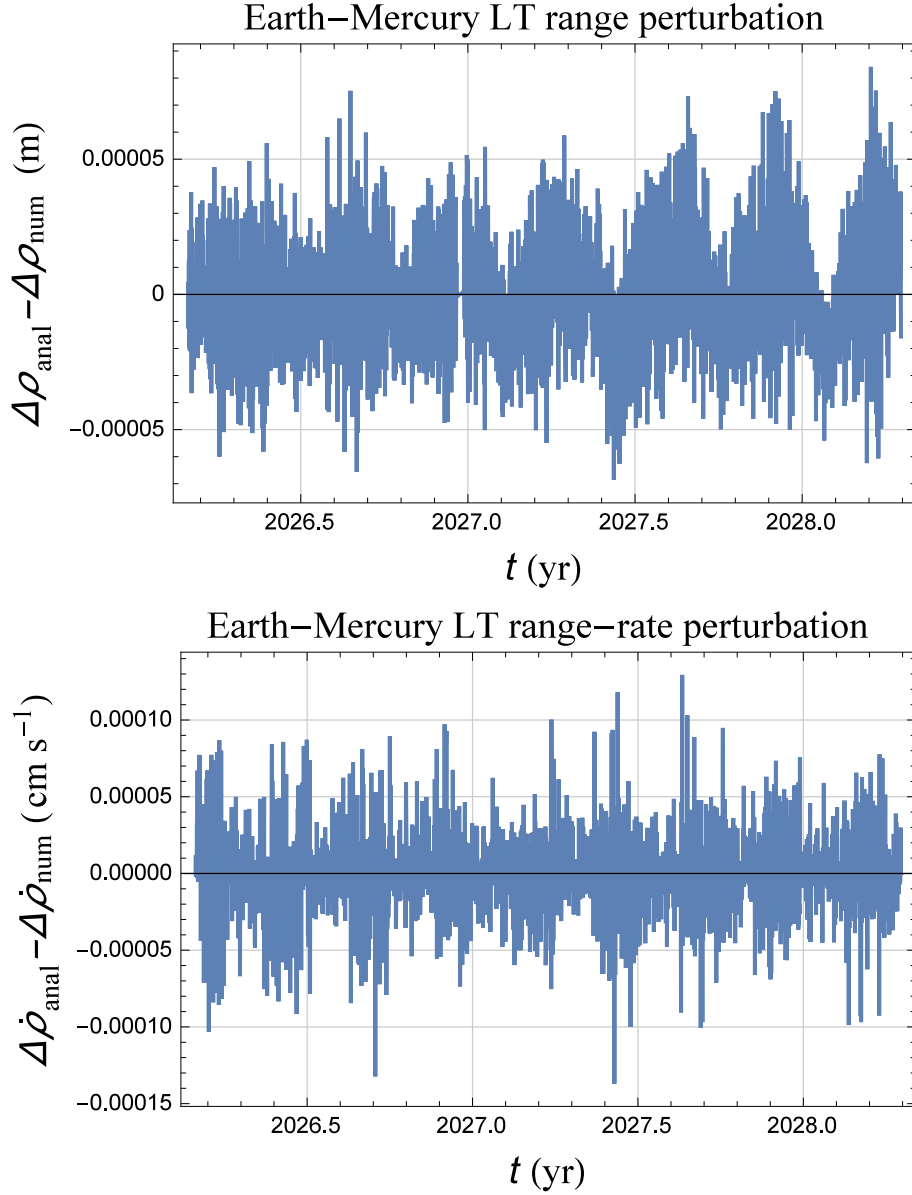 Earth−Mercury LT range perturbation
Δρanal−Δρnum (m)
0.00005
0
−0.00005
2026.5 2027.0 2027.5 2028.0
t (yr)
Earth−Mercury LT range−rate perturbation
Δρ̇anal−Δρ̇num (cm s⁻¹)
0.00010
0.00005
0.00000
−0.00005
−0.00010
−0.00015
2026.5 2027.0 2027.5 2028.0
t (yr)